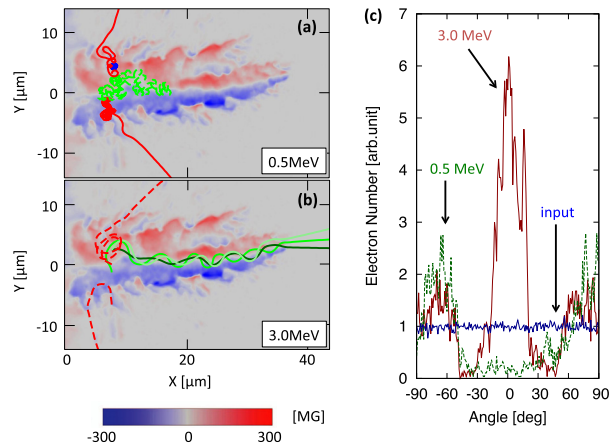 (a)
Y [μm]
10
0
-10
0.5MeV
(b)
Y [μm]
10
0
-10
3.0MeV
0 10 20 30 40
X [μm]
[MG]
-300 0 300
(c)
Electron Number [arb.unit]
7
6
5
4
3
2
1
0
3.0 MeV
0.5 MeV
input
-90 -60 -30 0 30 60 90
Angle [deg]